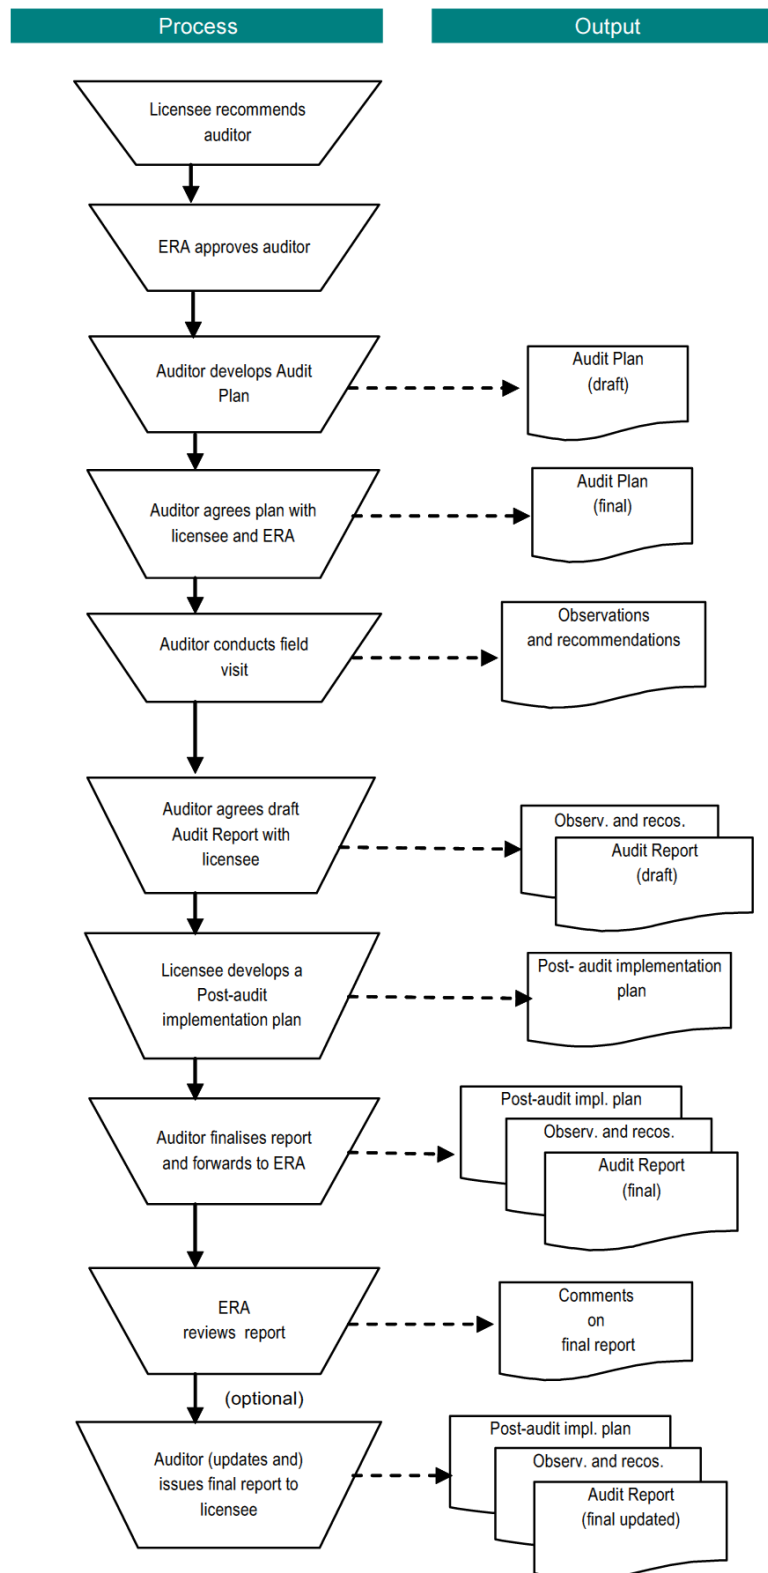 Process
Output
Licensee recommends
auditor
ERA approves auditor
Auditor develops Audit
Plan
Audit Plan
(draft)
Auditor agrees plan with
licensee and ERA
Audit Plan
(final)
Auditor conducts field
visit
Observations
and recommendations
Auditor agrees draft
Audit Report with
licensee
Observ. and recos.
Audit Report
(draft)
Licensee develops a
Post-audit
implementation plan
Post- audit implementation
plan
Auditor finalises report
and forwards to ERA
Post-audit impl. plan
Observ. and recos.
Audit Report
(final)
ERA
reviews  report
Comments
on
final report
(optional)
Auditor (updates and)
issues final report to
licensee
Post-audit impl. plan
Observ. and recos.
Audit Report
(final updated)